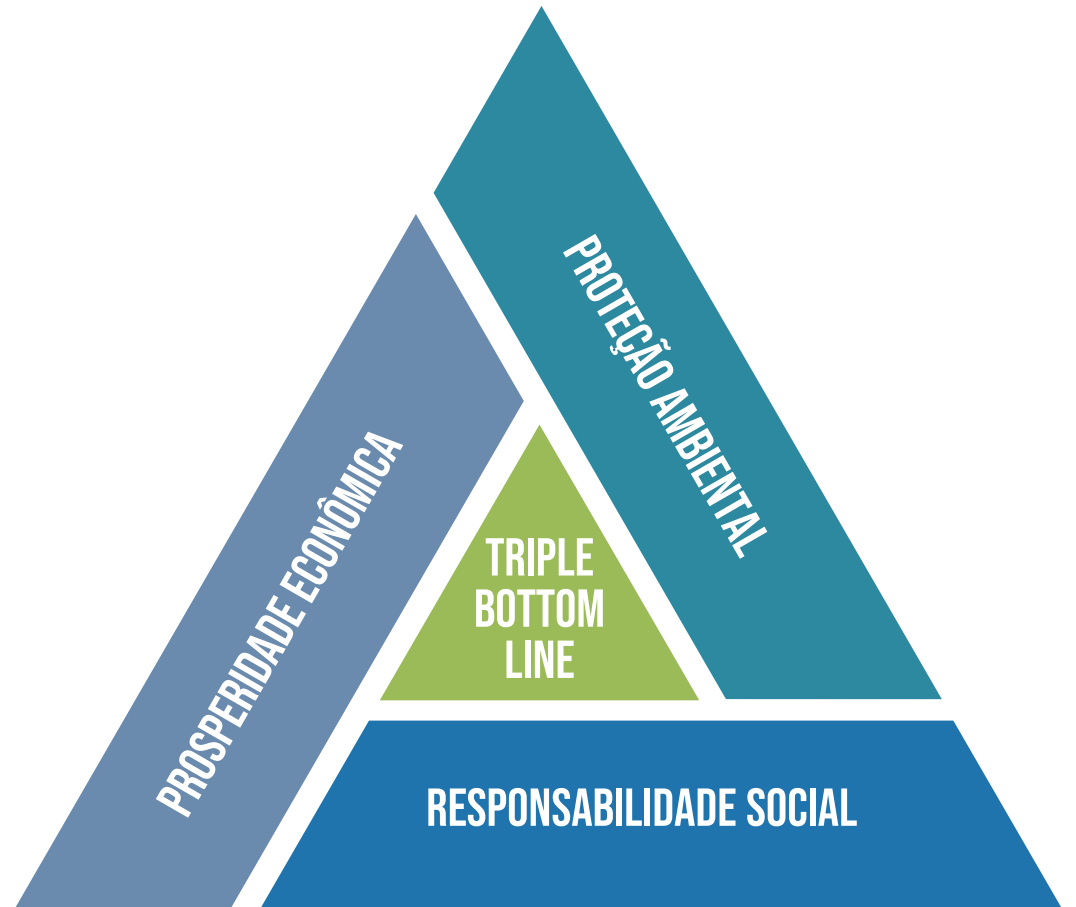 PROTEÇÃO AMBIENTAL
PROSPERIDADE ECONÔMICA
TRIPLE
BOTTOM
LINE
RESPONSABILIDADE SOCIAL